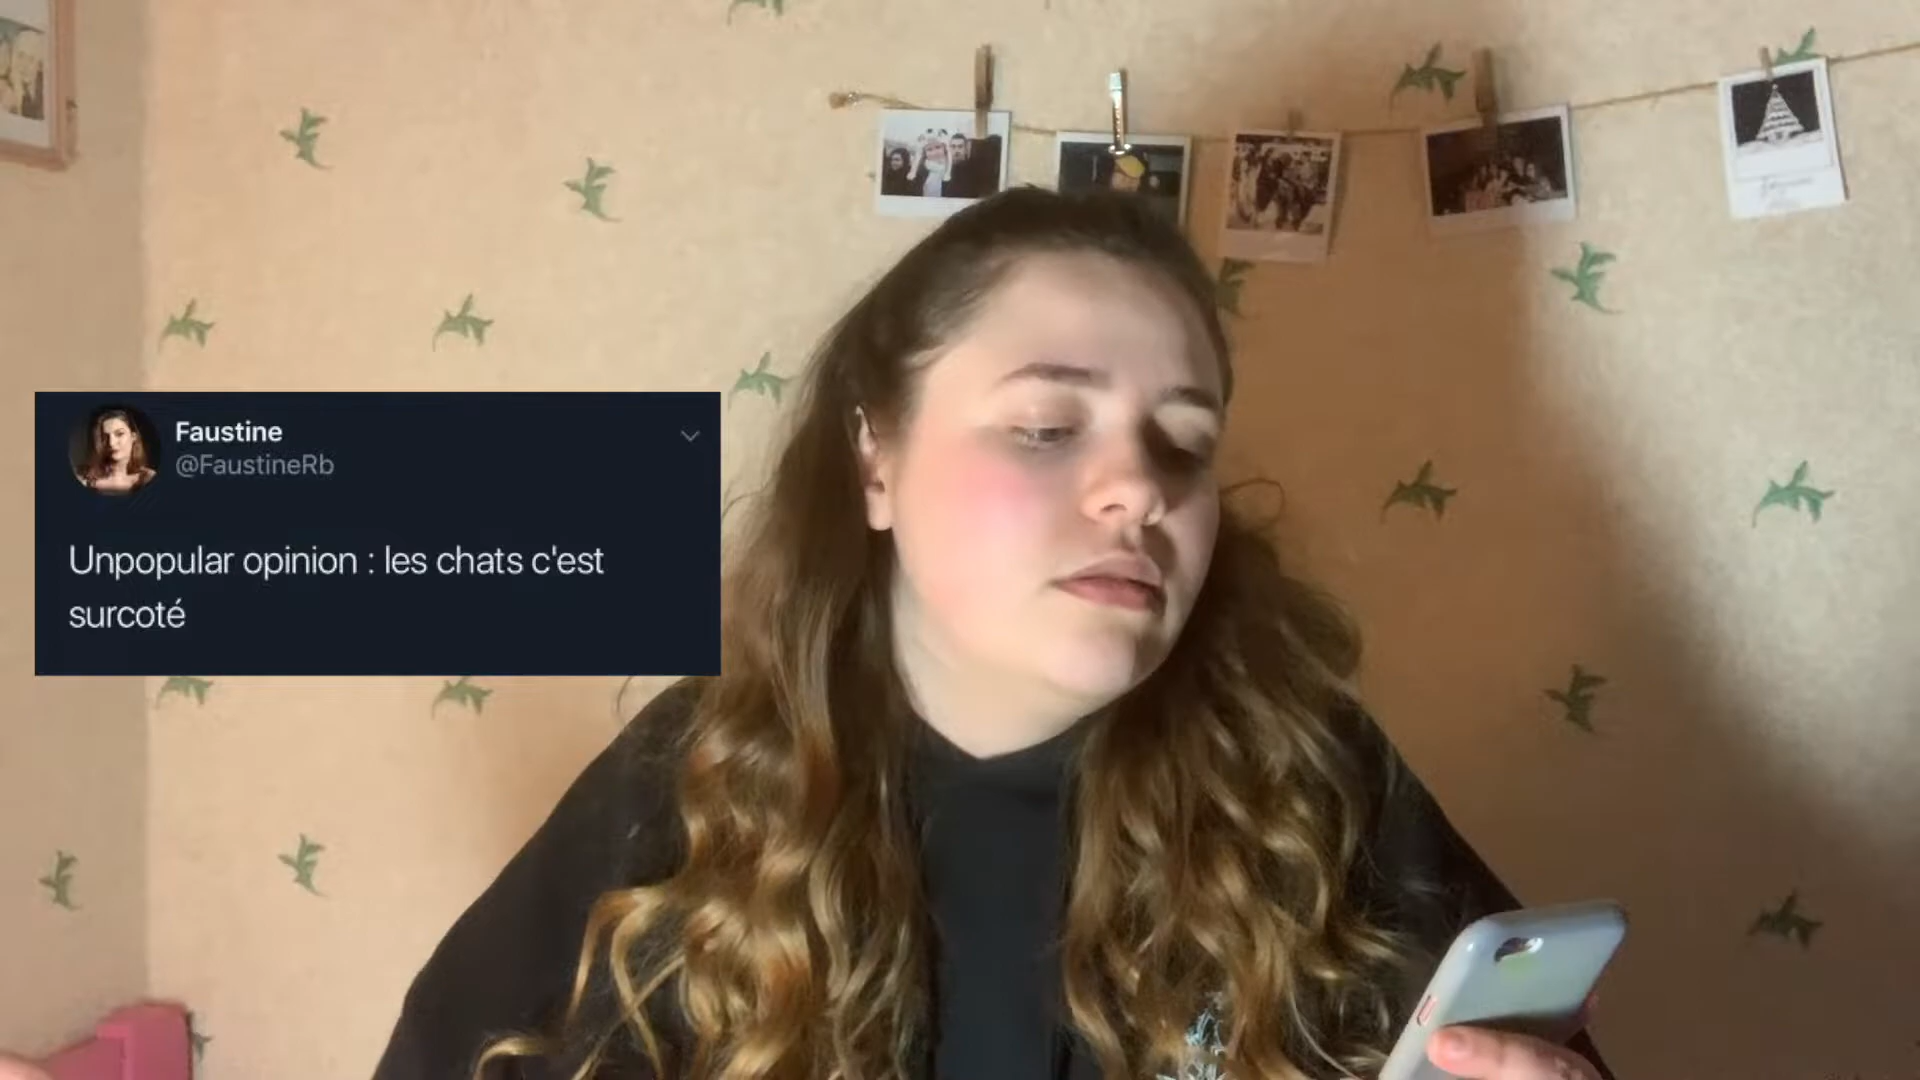 Faustine
@FaustineRb
Unpopular opinion : les chats c'est
surcoté